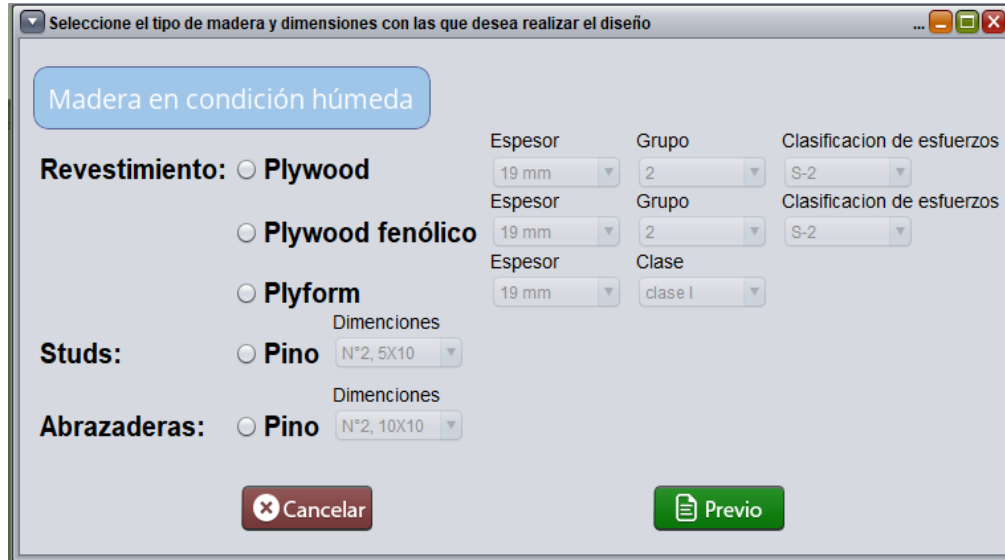 Seleccione el tipo de madera y dimensiones con las que desea realizar el diseño ...
Madera en condición húmeda
Espesor Grupo Clasificacion de esfuerzos
Revestimiento: Plywood 19 mm 2 S-2
Espesor Grupo Clasificacion de esfuerzos
Plywood fenólico 19 mm 2 S-2
Espesor Clase
Plyform 19 mm clase I
Dimenciones
Studs: Pino N°2, 5X10
Dimenciones
Abrazaderas: Pino N°2, 10X10
Cancelar Previo